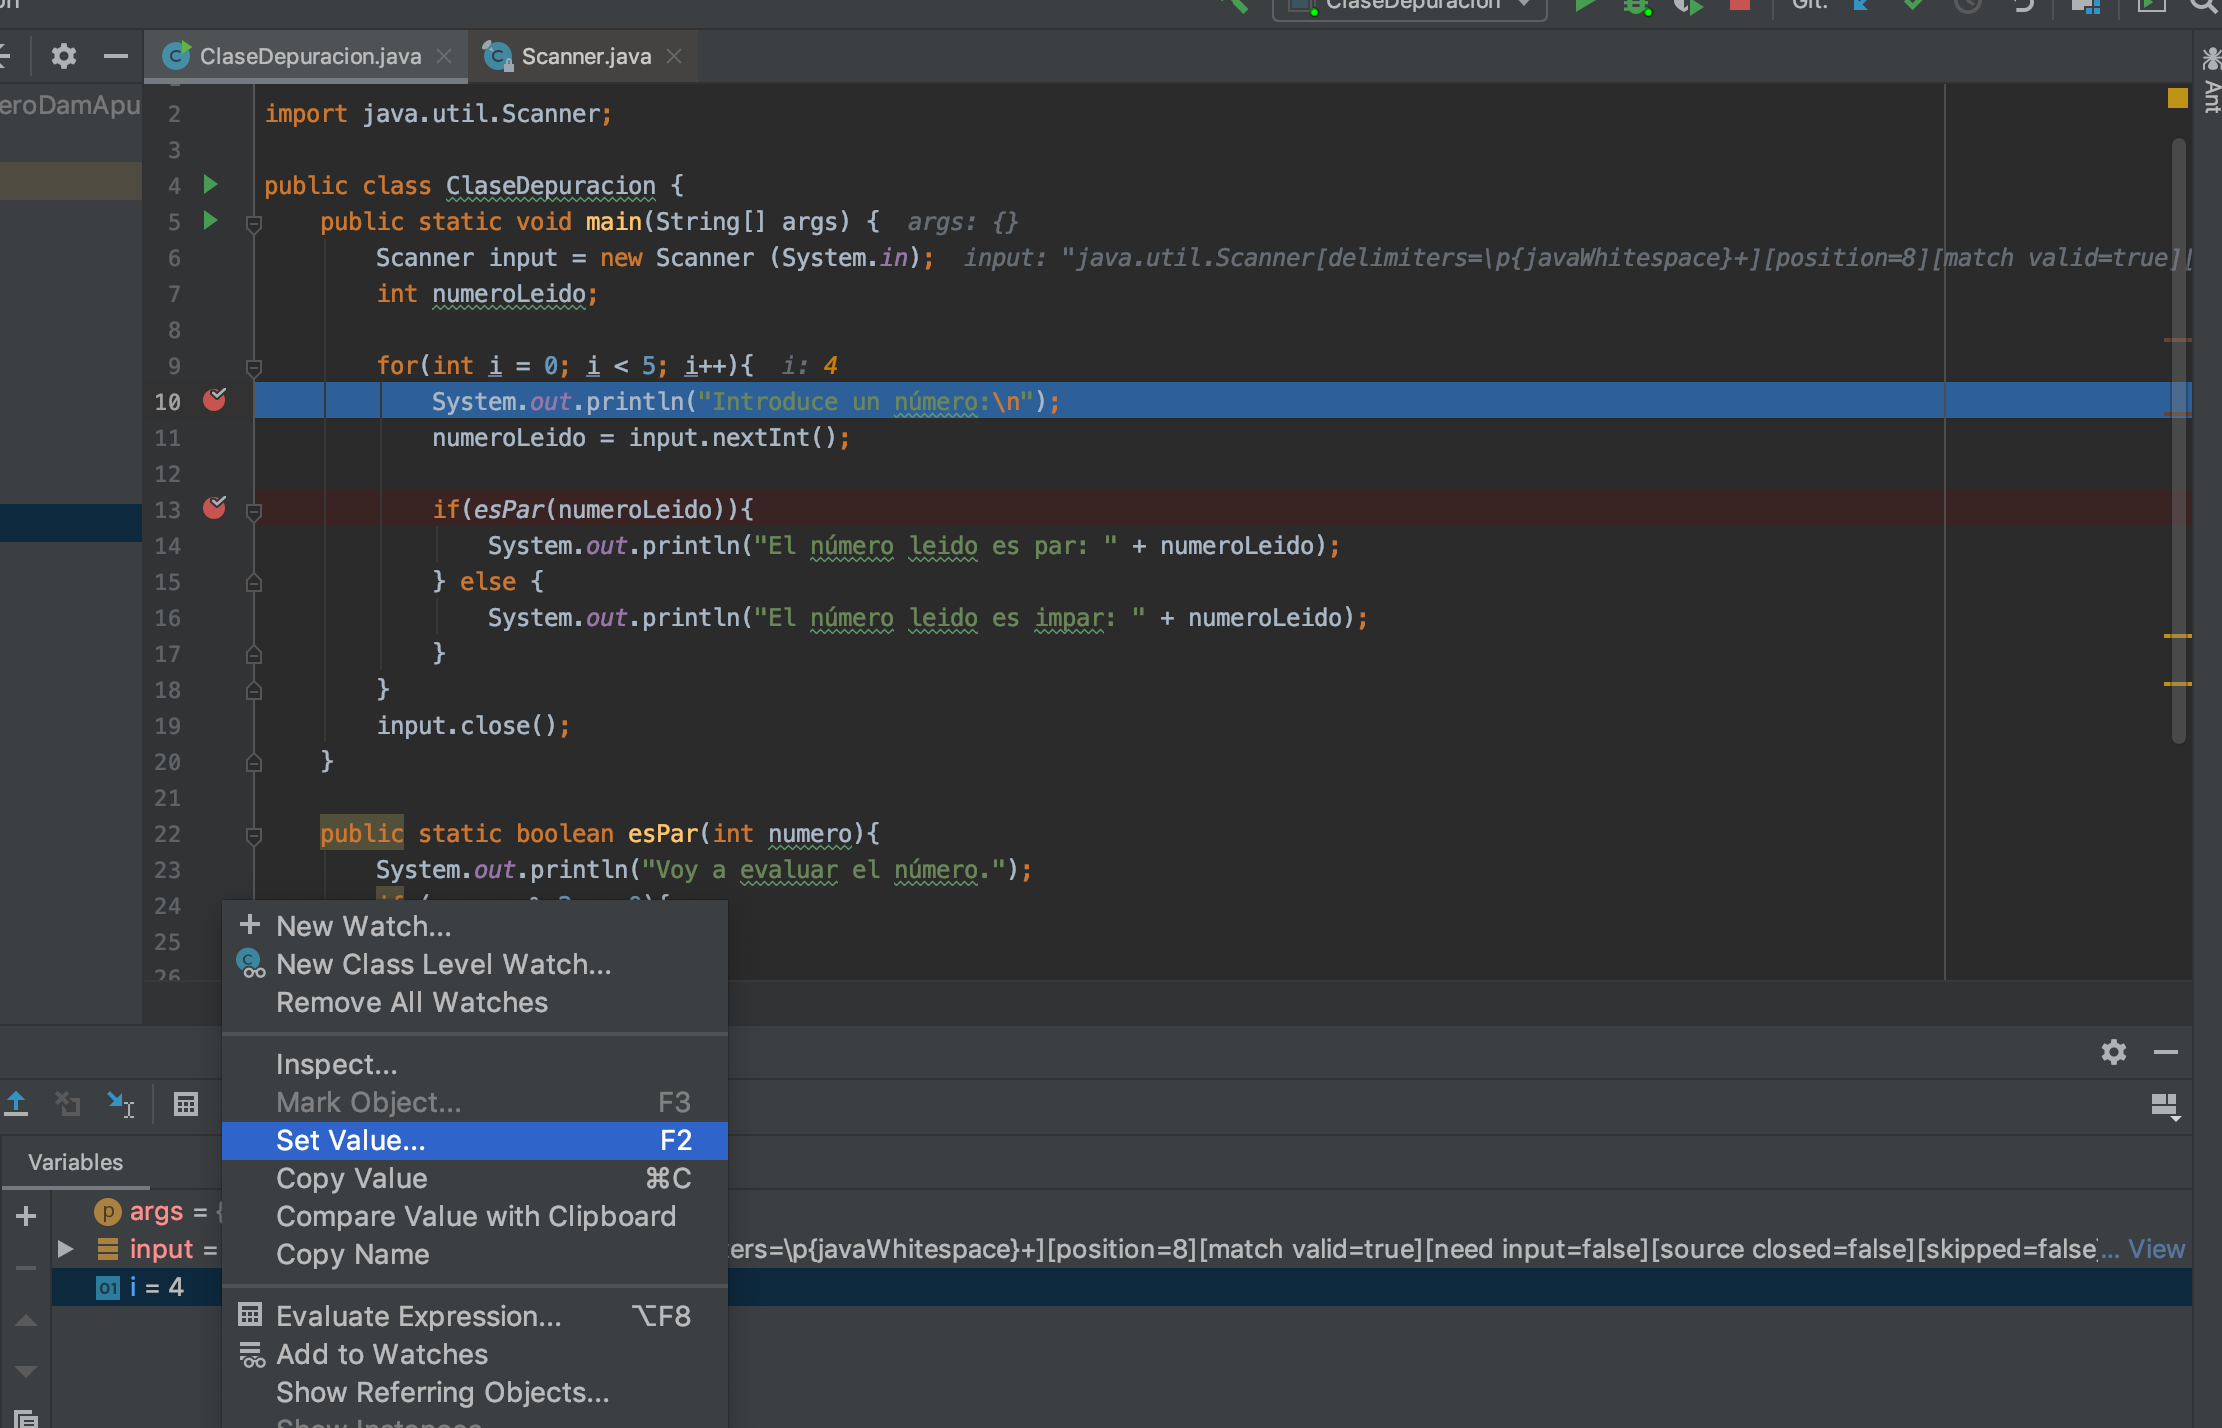 ClaseDepuracion
Git:
ClaseDepuracion.java
Scanner.java
Ant
eroDamApu
2 import java.util.Scanner;
3
4 public class ClaseDepuracion {
5 public static void main(String[] args) { args: {}
6 Scanner input = new Scanner (System.in); input: "java.util.Scanner[delimiters=\p{javaWhitespace}+][position=8][match valid=true][
7 int numeroLeido;
8
9 for(int i = 0; i < 5; i++){ i: 4
10 System.out.println("Introduce un número:\n");
11 numeroLeido = input.nextInt();
12
13 if(esPar(numeroLeido)){
14 System.out.println("El número leido es par: " + numeroLeido);
15 } else {
16 System.out.println("El número leido es impar: " + numeroLeido);
17 }
18 }
19 input.close();
20 }
21
22 public static boolean esPar(int numero){
23 System.out.println("Voy a evaluar el número.");
24
25
26
New Watch...
New Class Level Watch...
Remove All Watches
Inspect...
Mark Object... F3
Set Value... F2
Copy Value ⌘C
Compare Value with Clipboard
Copy Name
Evaluate Expression... ⌥F8
Add to Watches
Show Referring Objects...
Variables
p args = {
input = ters=\p{javaWhitespace}+][position=8][match valid=true][need input=false][source closed=false][skipped=false]... View
01 i = 4